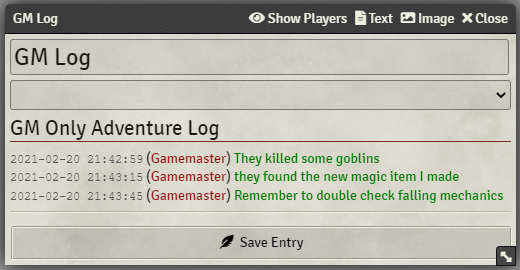 GM Log Show Players Text Image Close
GM Log
GM Only Adventure Log
2021-02-20 21:42:59 (Gamemaster) They killed some goblins
2021-02-20 21:43:15 (Gamemaster) they found the new magic item I made
2021-02-20 21:43:45 (Gamemaster) Remember to double check falling mechanics
Save Entry